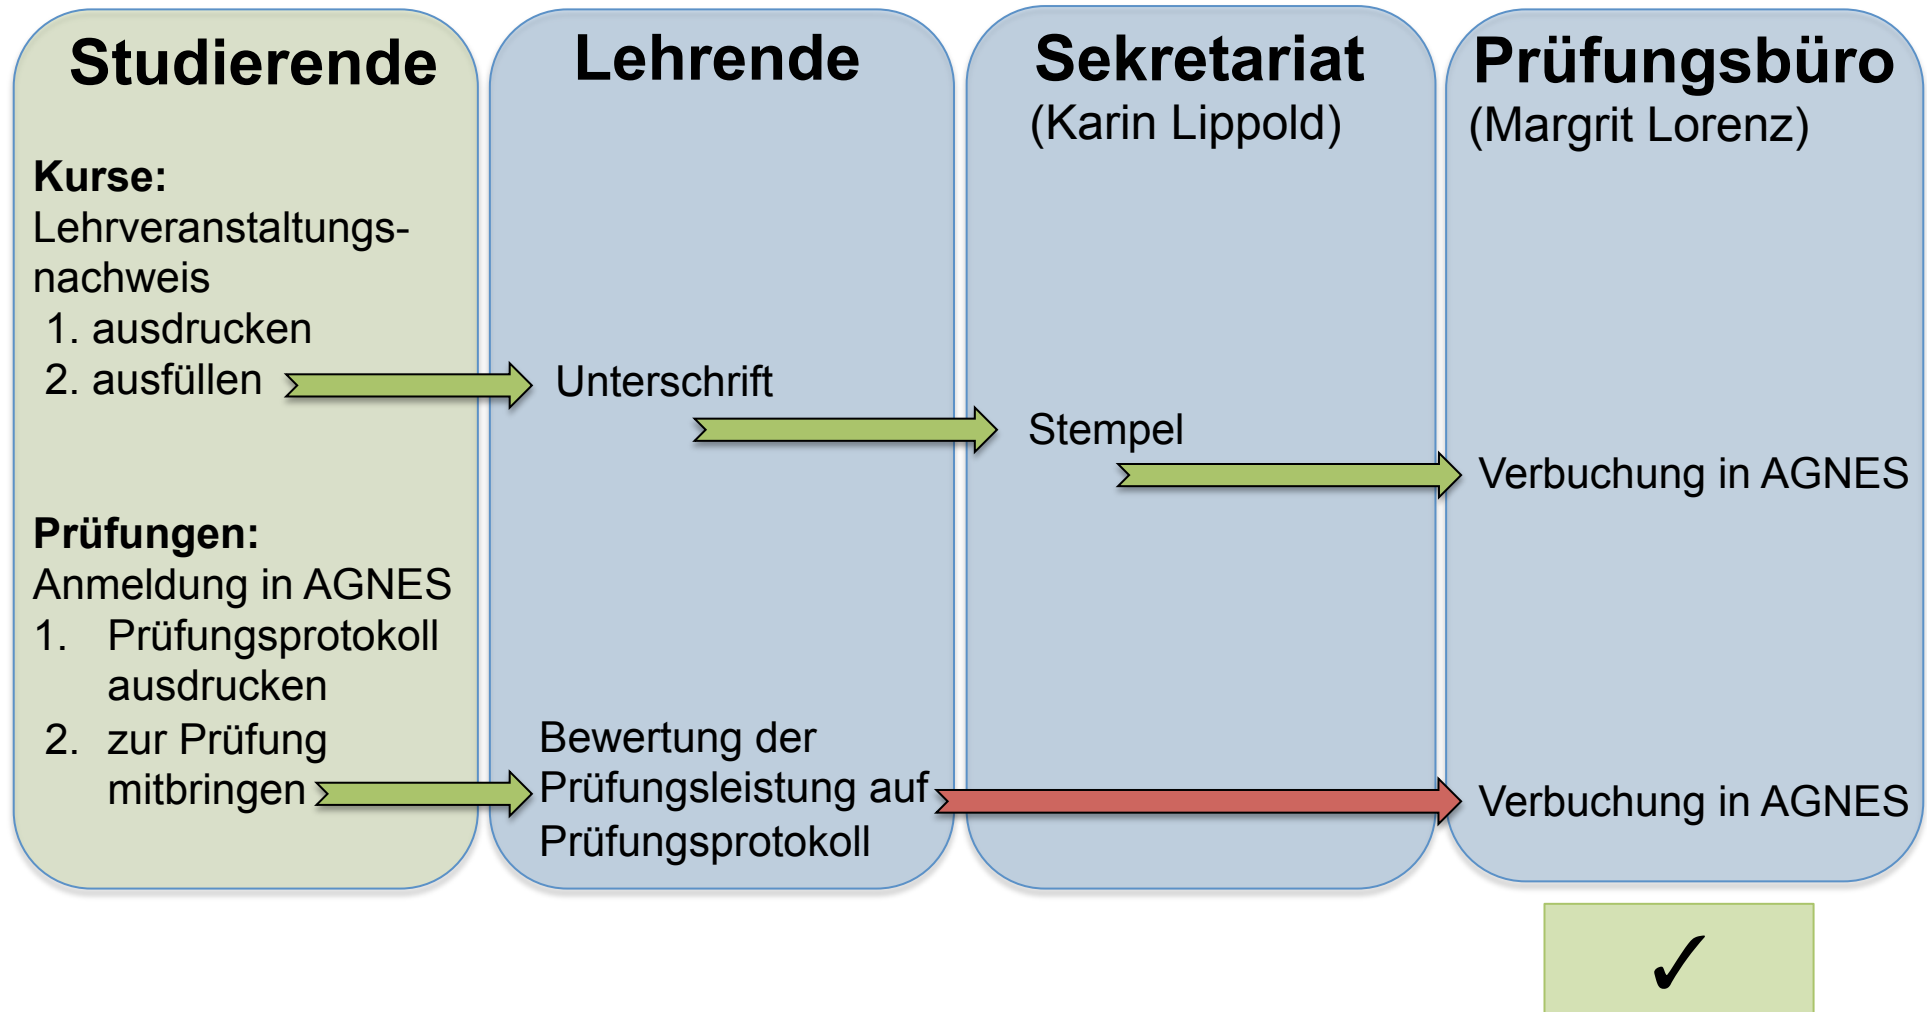 Studierende
Kurse:
Lehrveranstaltungs-
nachweis
1. ausdrucken
2. ausfüllen
Prüfungen:
Anmeldung in AGNES
1. Prüfungsprotokoll
ausdrucken
2. zur Prüfung
mitbringen
Lehrende
Unterschrift
Bewertung der
Prüfungsleistung auf
Prüfungsprotokoll
Sekretariat
(Karin Lippold)
Stempel
Prüfungsbüro
(Margrit Lorenz)
Verbuchung in AGNES
Verbuchung in AGNES
✓